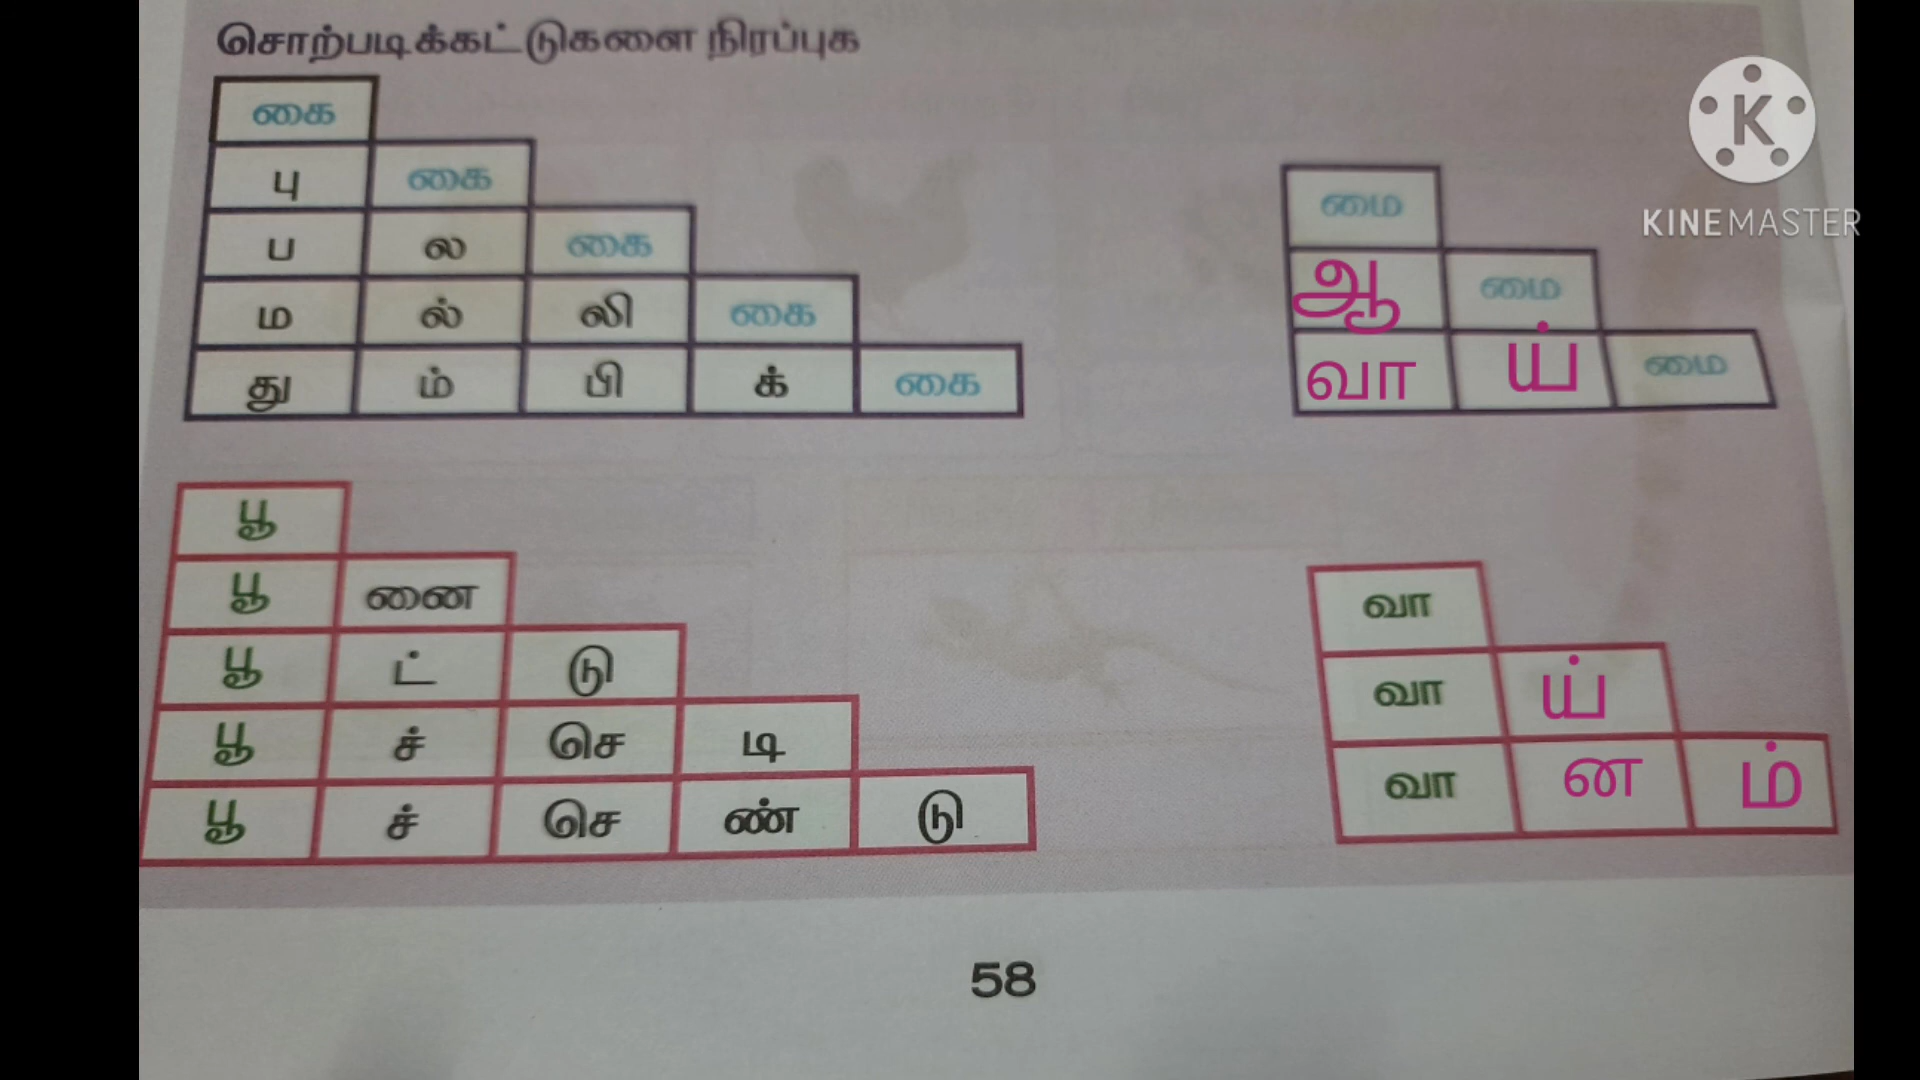 சொற்படிக்கட்டுகளை நிரப்புக
கை
பு கை
ப ல கை
ம ல் லி கை
து ம் பி க் கை
மை
ஆ மை
வா ய் மை
பூ
பூ னை
பூ ட் டு
பூ ச் செ டி
பூ ச் செ ண் டு
வா
வா ய்
வா ன ம்
58
K
KINEMASTER